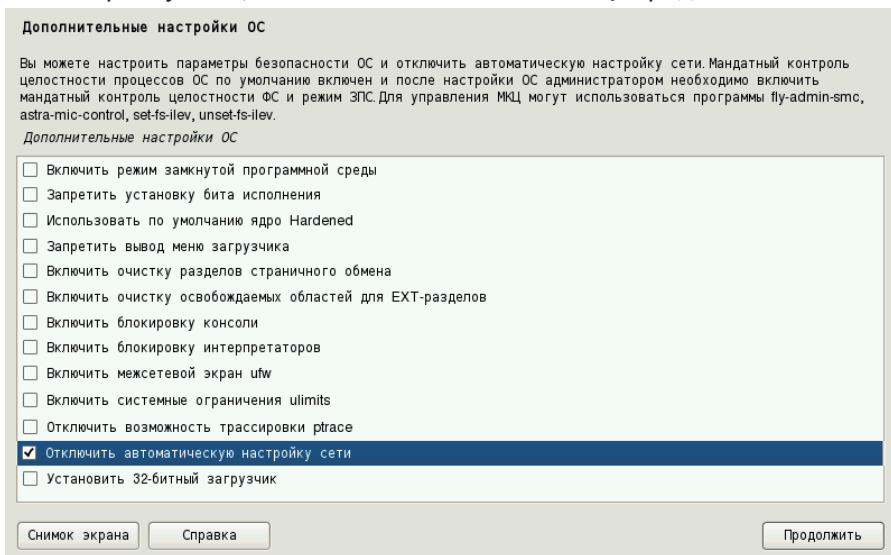 Дополнительные настройки ОС
Вы можете настроить параметры безопасности ОС и отключить автоматическую настройку сети. Мандатный контроль
целостности процессов ОС по умолчанию включен и после настройки ОС администратором необходимо включить
мандатный контроль целостности ФС и режим ЗПС. Для управления МКЦ могут использоваться программы fly-admin-smc,
astra-mic-control, set-fs-ilev, unset-fs-ilev.
Дополнительные настройки ОС
Включить режим замкнутой программной среды
Запретить установку бита исполнения
Использовать по умолчанию ядро Hardened
Запретить вывод меню загрузчика
Включить очистку разделов страничного обмена
Включить очистку освобождаемых областей для EXT-разделов
Включить блокировку консоли
Включить блокировку интерпретаторов
Включить межсетевой экран ufw
Включить системные ограничения ulimits
Отключить возможность трассировки ptrace
Отключить автоматическую настройку сети
Установить 32-битный загрузчик
Снимок экрана Справка Продолжить